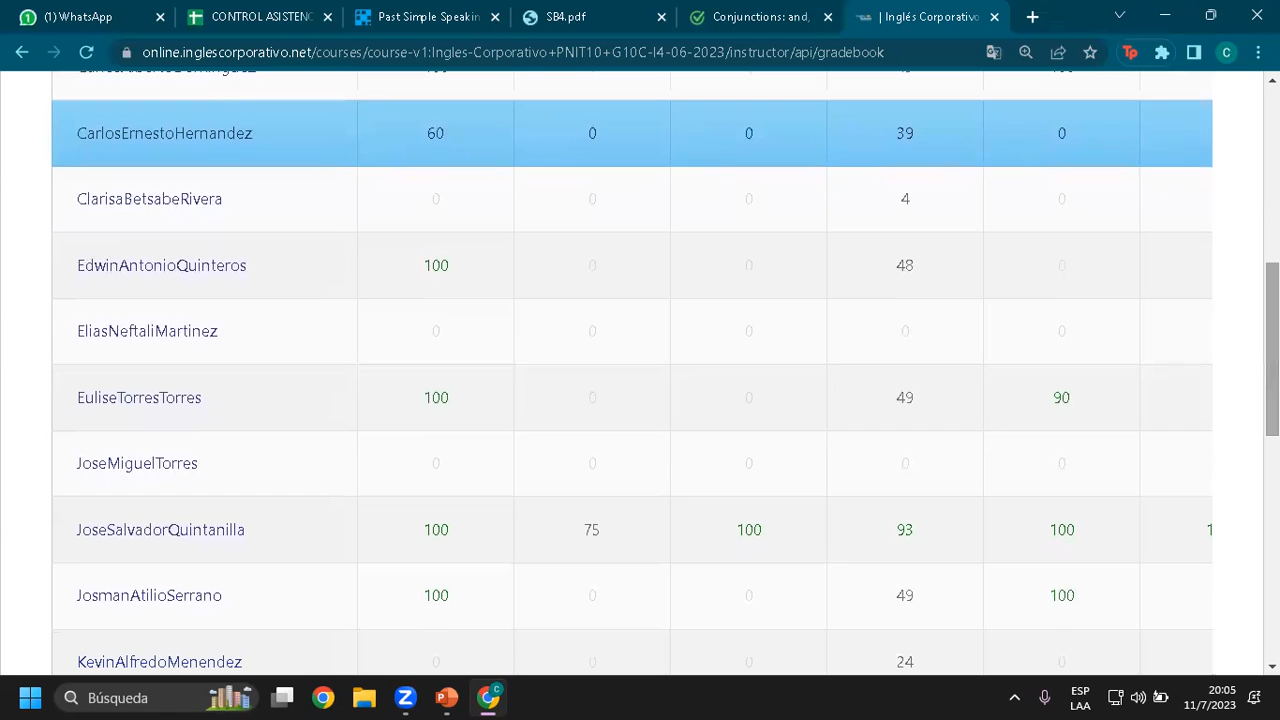 (1) WhatsApp
CONTROL ASISTENC
Past Simple Speakin
SB4.pdf
Conjunctions: and,
| Inglés Corporativo
online.inglescorporativo.net/courses/course-v1:Ingles-Corporativo+PNIT10+G10C-I4-06-2023/instructor/api/gradebook
CarlosErnestoHernandez 60 0 0 39 0
ClarisaBetsabeRivera 0 0 0 4 0
EdwinAntonioQuinteros 100 0 0 48 0
EliasNeftaliMartinez 0 0 0 0 0
EuliseTorresTorres 100 0 0 49 90
JoseMiguelTorres 0 0 0 0 0
JoseSalvadorQuintanilla 100 75 100 93 100 1
JosmanAtilioSerrano 100 0 0 49 100
KevinAlfredoMenendez 0 0 0 24 0
Búsqueda
ESP
LAA
20:05
11/7/2023